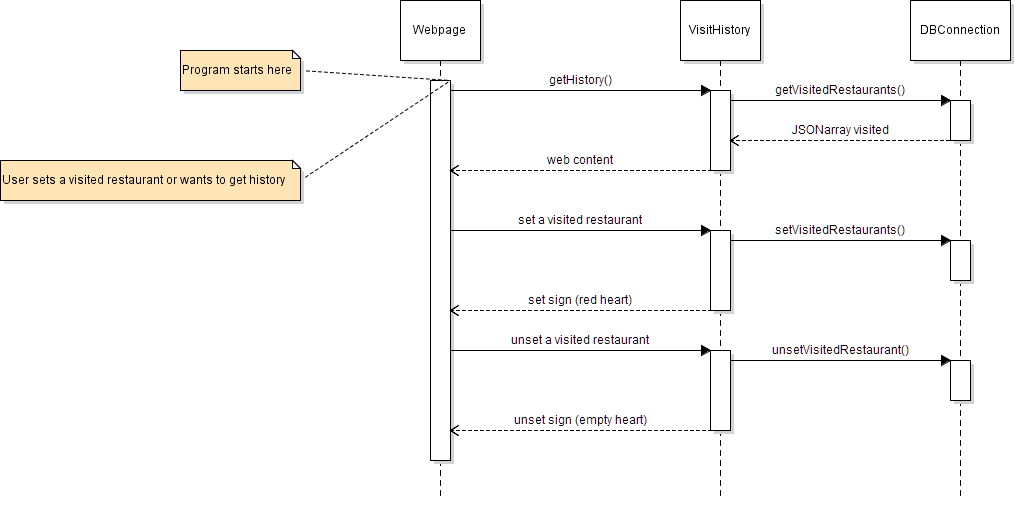 Webpage
VisitHistory
DBConnection
Program starts here
getHistory()
getVisitedRestaurants()
JSONarray visited
web content
User sets a visited restaurant or wants to get history
set a visited restaurant
setVisitedRestaurants()
set sign (red heart)
unset a visited restaurant
unsetVisitedRestaurant()
unset sign (empty heart)